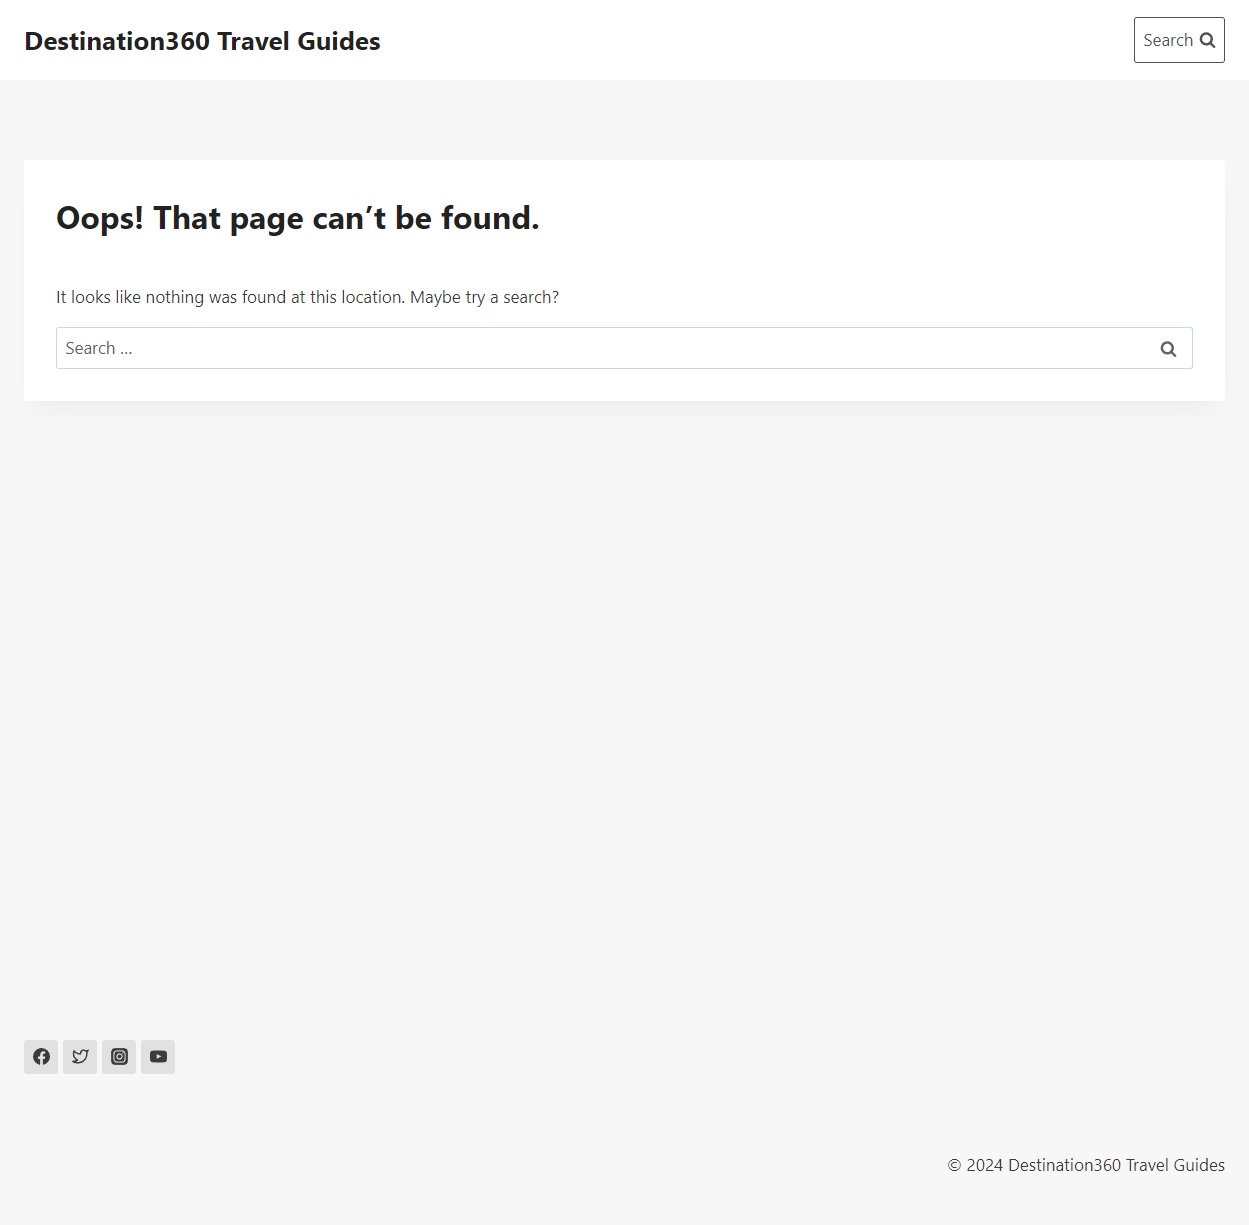 Destination360 Travel Guides
Search
Oops! That page can’t be found.
It looks like nothing was found at this location. Maybe try a search?
Search …
© 2024 Destination360 Travel Guides